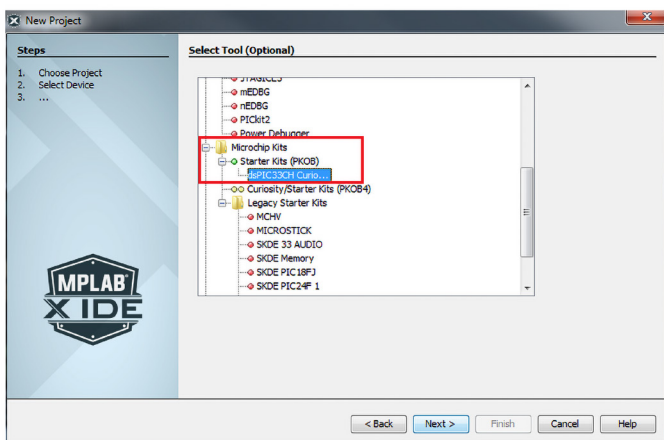 New Project
Steps
1. Choose Project
2. Select Device
3. ...
MPLAB
X IDE
Select Tool (Optional)
JTAGICE3
mEDBG
nEDBG
PICkit2
Power Debugger
Microchip Kits
Starter Kits (PKOB)
dsPIC33CH Curio...
Curiosity/Starter Kits (PKOB4)
Legacy Starter Kits
MCHV
MICROSTICK
SKDE 33 AUDIO
SKDE Memory
SKDE PIC18FJ
SKDE PIC24F 1
< Back
Next >
Finish
Cancel
Help